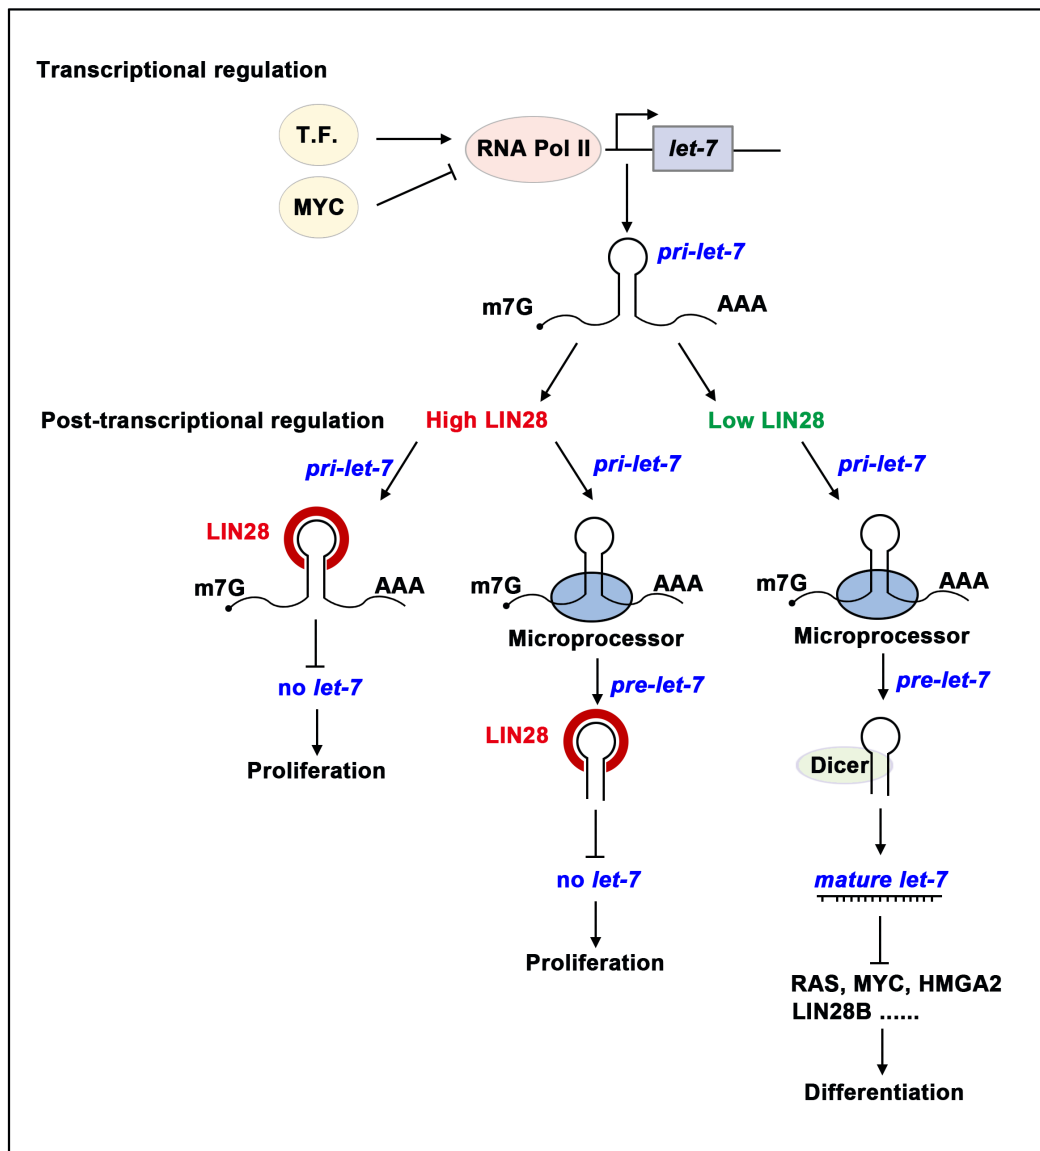 Transcriptional regulation
T.F.
MYC
RNA Pol II
let-7
pri-let-7
m7G
AAA
Post-transcriptional regulation
High LIN28
Low LIN28
pri-let-7
pri-let-7
pri-let-7
LIN28
m7G
AAA
m7G
AAA
m7G
AAA
Microprocessor
Microprocessor
no let-7
pre-let-7
pre-let-7
LIN28
Proliferation
Dicer
no let-7
mature let-7
Proliferation
RAS, MYC, HMGA2
LIN28B ......
Differentiation